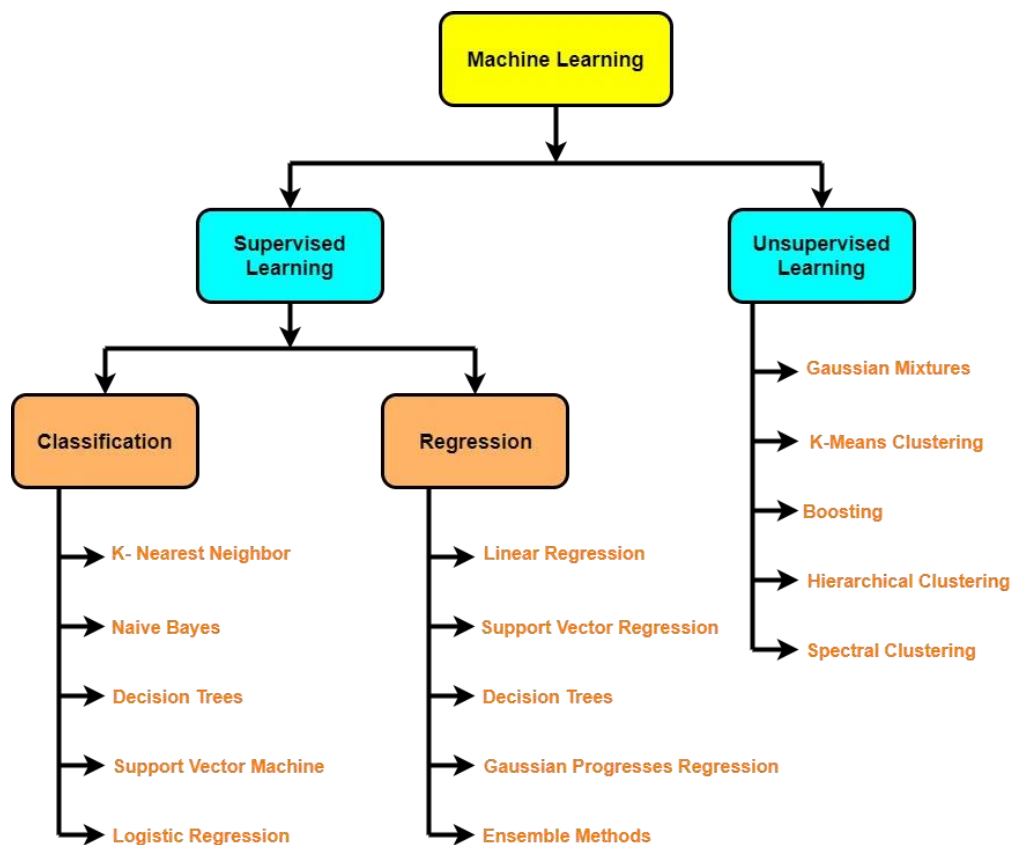 Machine Learning
Supervised
Learning
Unsupervised
Learning
Classification
Regression
Gaussian Mixtures
K-Means Clustering
Boosting
Hierarchical Clustering
Spectral Clustering
K- Nearest Neighbor
Naive Bayes
Decision Trees
Support Vector Machine
Logistic Regression
Linear Regression
Support Vector Regression
Decision Trees
Gaussian Progresses Regression
Ensemble Methods